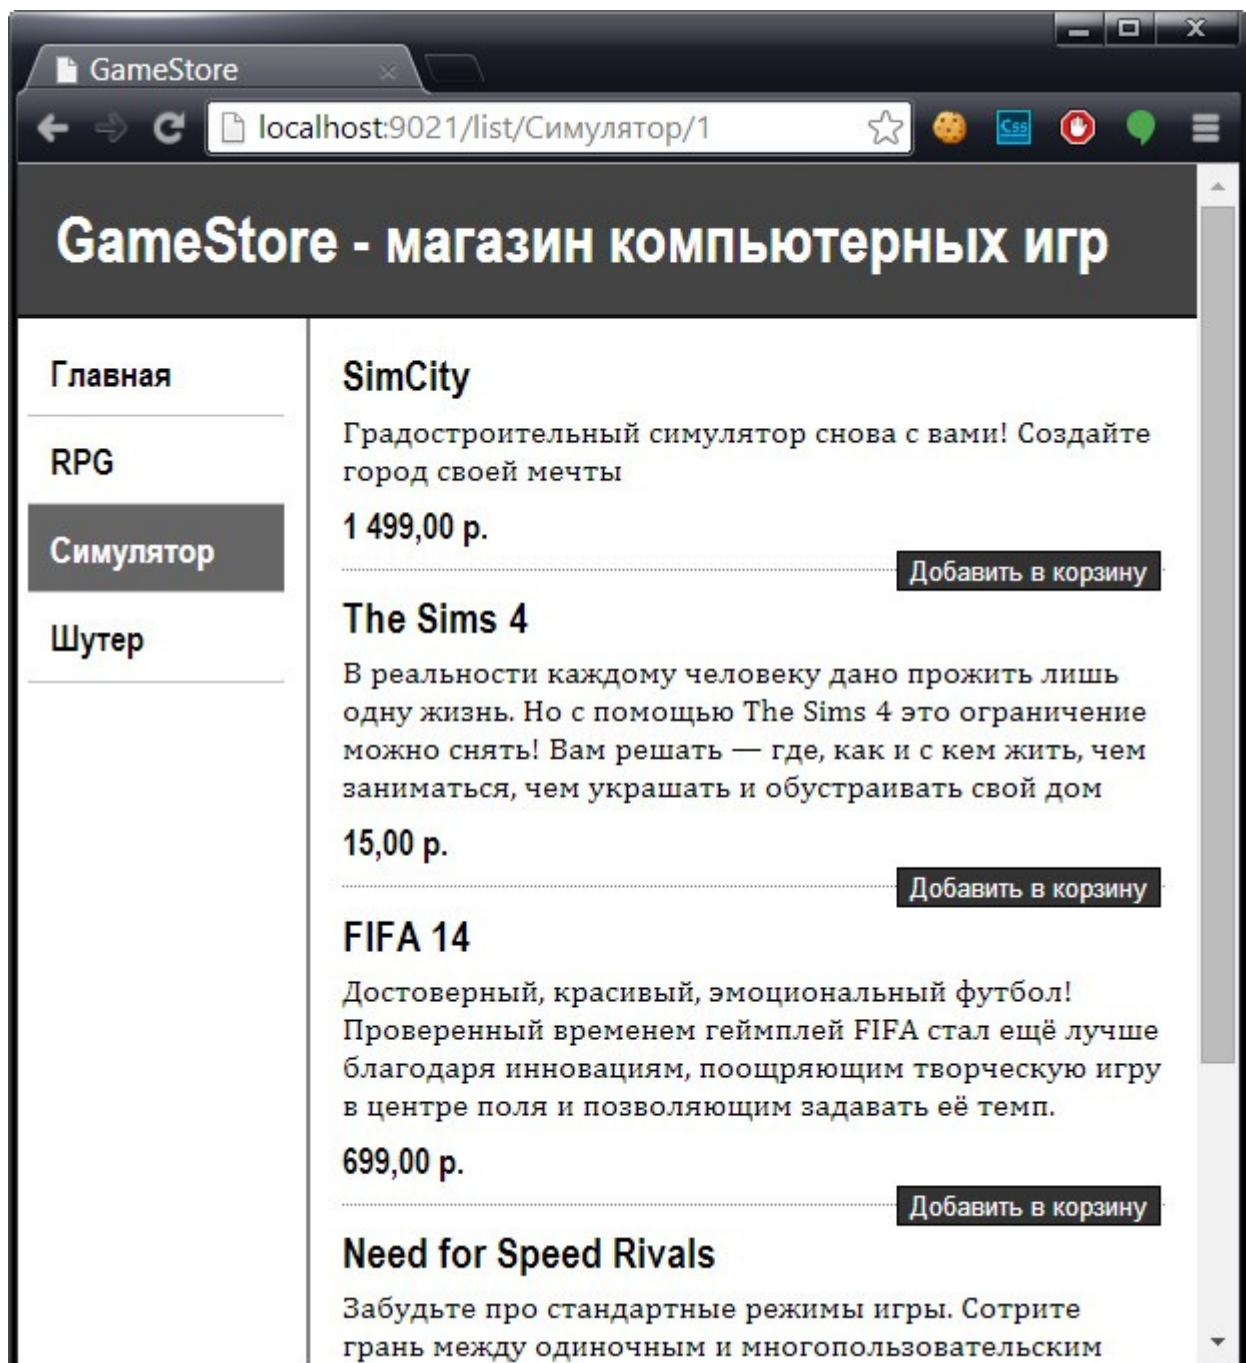 GameStore
localhost:9021/list/Симулятор/1
Css
GameStore - магазин компьютерных игр
Главная
RPG
Симулятор
Шутер
SimCity
Градостроительный симулятор снова с вами! Создайте
город своей мечты
1 499,00 р.
Добавить в корзину
The Sims 4
В реальности каждому человеку дано прожить лишь
одну жизнь. Но с помощью The Sims 4 это ограничение
можно снять! Вам решать — где, как и с кем жить, чем
заниматься, чем украшать и обустраивать свой дом
15,00 р.
Добавить в корзину
FIFA 14
Достоверный, красивый, эмоциональный футбол!
Проверенный временем геймплей FIFA стал ещё лучше
благодаря инновациям, поощряющим творческую игру
в центре поля и позволяющим задавать её темп.
699,00 р.
Добавить в корзину
Need for Speed Rivals
Забудьте про стандартные режимы игры. Сотрите
грань между одиночным и многопользовательским